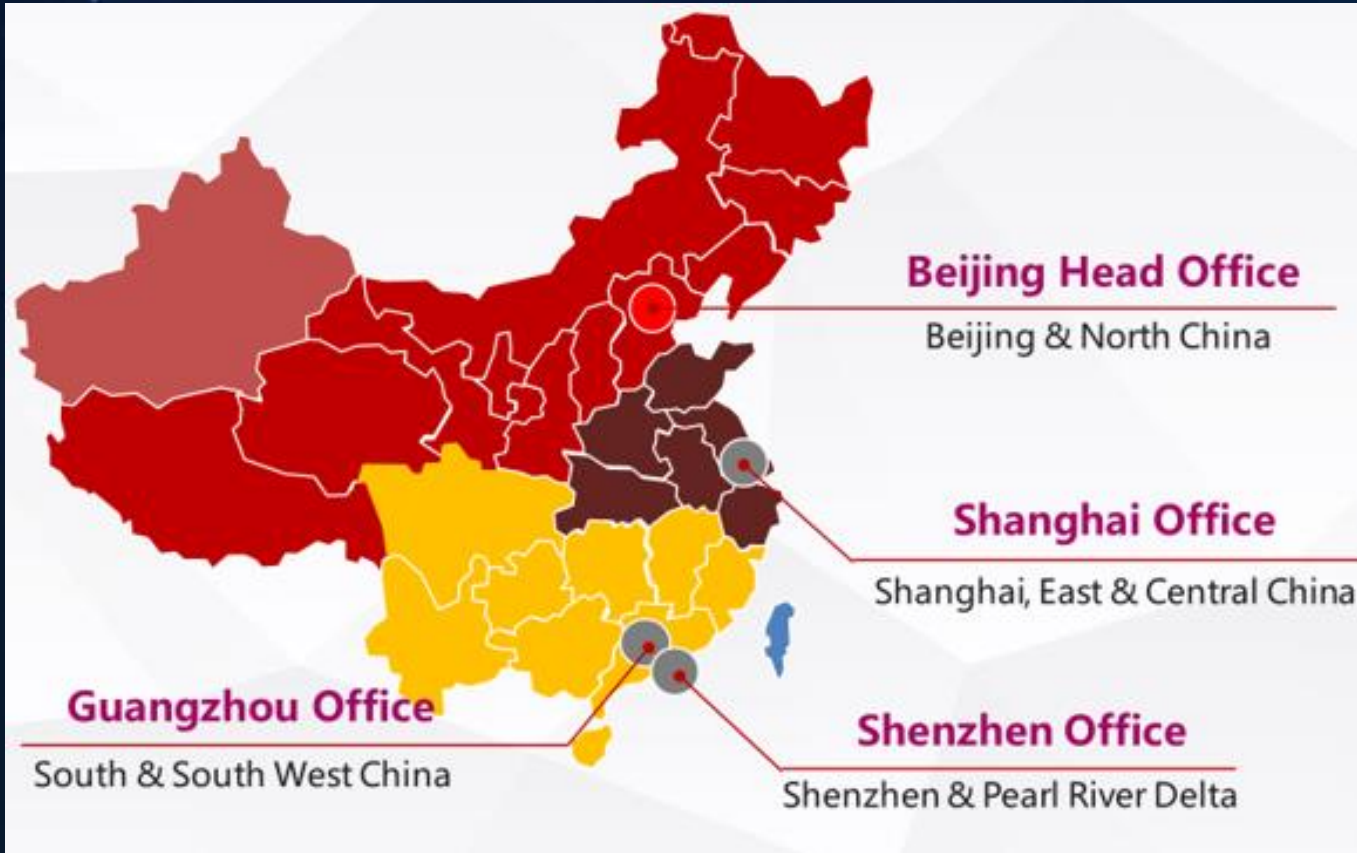 Beijing Head Office
Beijing & North China
Shanghai Office
Shanghai, East & Central China
Guangzhou Office
South & South West China
Shenzhen Office
Shenzhen & Pearl River Delta